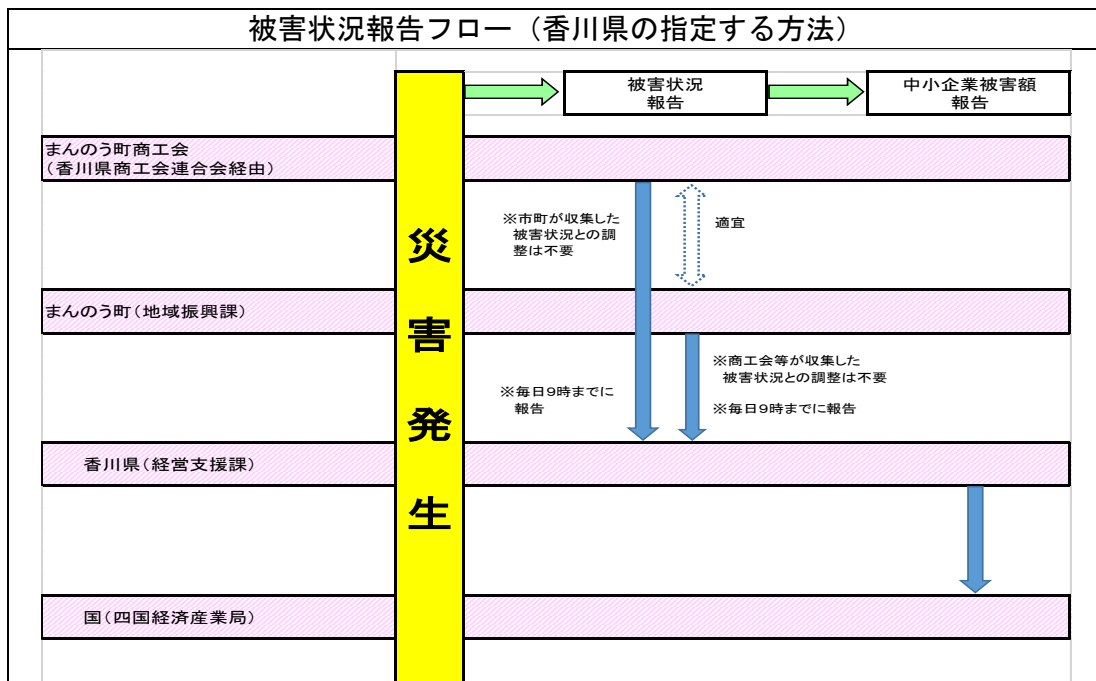 被害状況報告フロー（香川県の指定する方法）
被害状況
報告
中小企業被害額
報告
まんのう町商工会
（香川県商工会連合会経由）
災害発生
※市町が収集した
被害状況との調
整は不要
適宜
まんのう町（地域振興課）
※商工会等が収集した
被害状況との調整は不要
※毎日9時までに
報告
※毎日9時までに報告
香川県（経営支援課）
国（四国経済産業局）